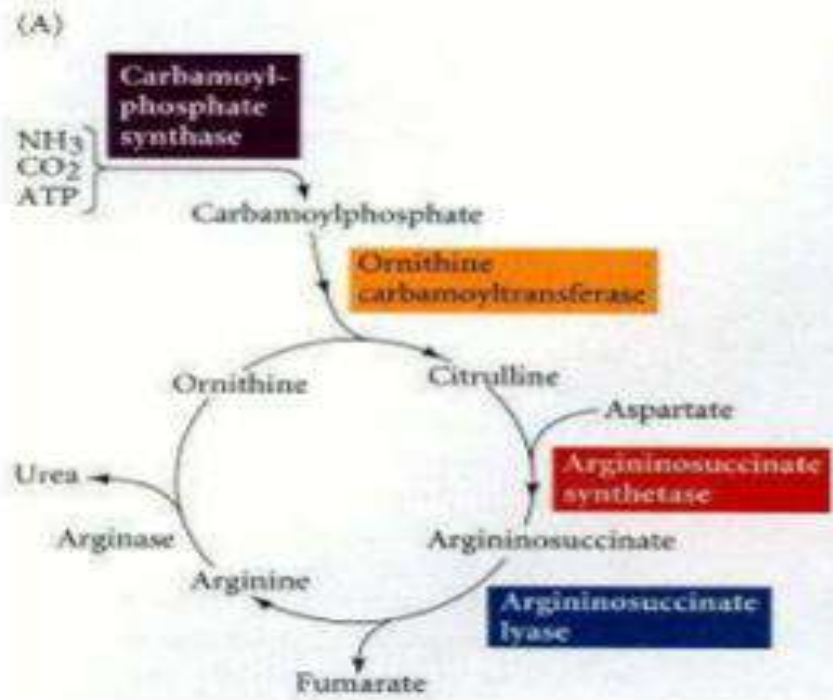 (A)
Carbamoyl-
phosphate
synthase
NH3
CO2
ATP
Carbamoylphosphate
Ornithine
carbamoyltransferase
Ornithine
Citrulline
Aspartate
Urea
Argininosuccinate
synthetase
Arginase
Argininosuccinate
Arginine
Argininosuccinate
lyase
Fumarate